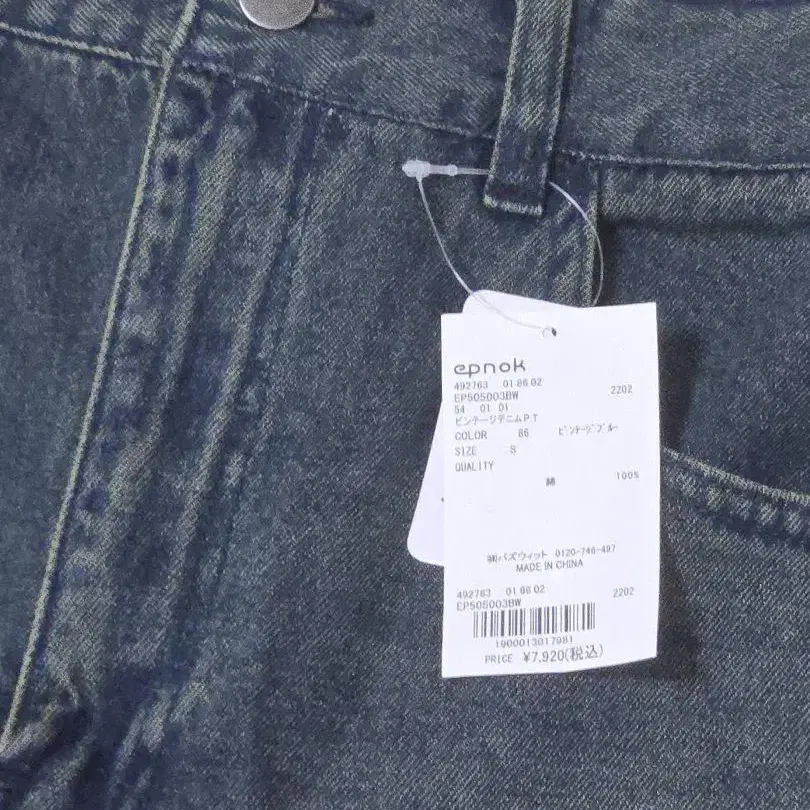 epnok
492763 01 86 02
EP505003BW 2202
54 01 01
ビンテージデニムPT
COLOR 86 ビンテージブルー
SIZE S
QUALITY
綿 100%
㈱バズウィット 0120-746-497
MADE IN CHINA
492763 01 86 02 2202
EP505003BW
1900013017981
PRICE ¥7,920(税込)